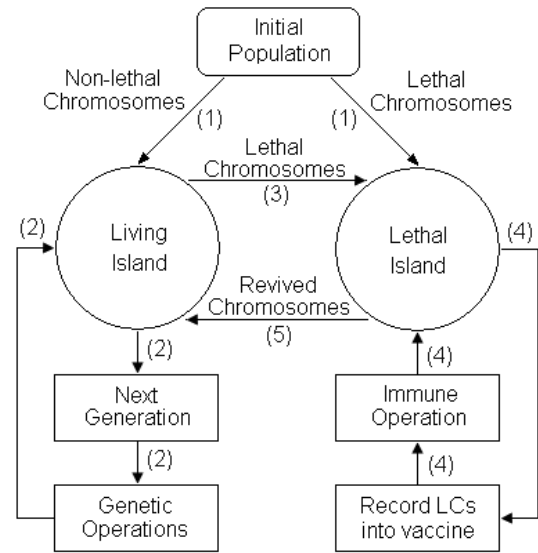 Initial
Population
Non-lethal
Chromosomes
Lethal
Chromosomes
(1)
(1)
Lethal
Chromosomes
(3)
(2)
Living
Island
Lethal
Island
(4)
Revived
Chromosomes
(5)
(2)
(4)
Next
Generation
Immune
Operation
(2)
(4)
Genetic
Operations
Record LCs
into vaccine